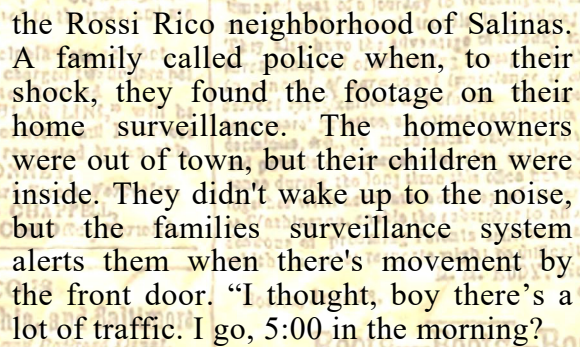 the Rossi Rico neighborhood of Salinas.
A family called police when, to their
shock, they found the footage on their
home surveillance. The homeowners
were out of town, but their children were
inside. They didn't wake up to the noise,
but the families surveillance system
alerts them when there's movement by
the front door. “I thought, boy there’s a
lot of traffic. I go, 5:00 in the morning?